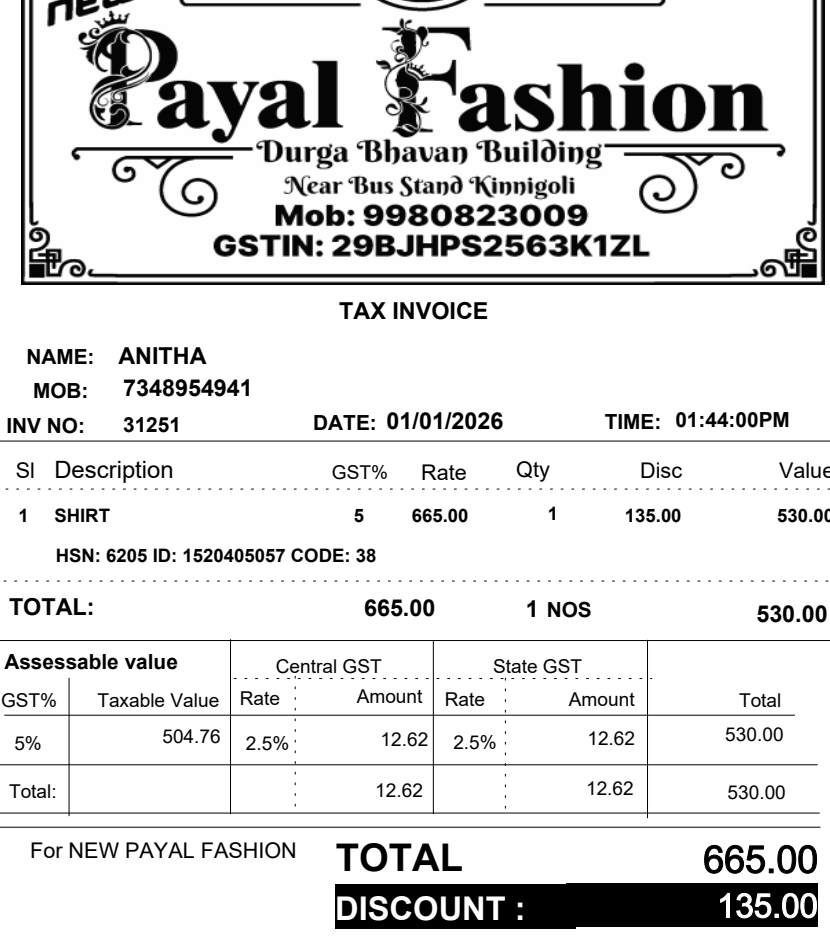 new
Payal Fashion
Durga Bhavan Building
Near Bus Stand Kinnigoli
Mob: 9980823009
GSTIN: 29BJHPS2563K1ZL
TAX INVOICE
NAME: ANITHA
MOB: 7348954941
INV NO: 31251 DATE: 01/01/2026 TIME: 01:44:00PM
Sl Description GST% Rate Qty Disc Value
1 SHIRT 5 665.00 1 135.00 530.00
HSN: 6205 ID: 1520405057 CODE: 38
TOTAL: 665.00 1 NOS 530.00
Assessable value Central GST State GST
GST% Taxable Value Rate Amount Rate Amount Total
5% 504.76 2.5% 12.62 2.5% 12.62 530.00
Total: 12.62 12.62 530.00
For NEW PAYAL FASHION TOTAL 665.00
DISCOUNT : 135.00